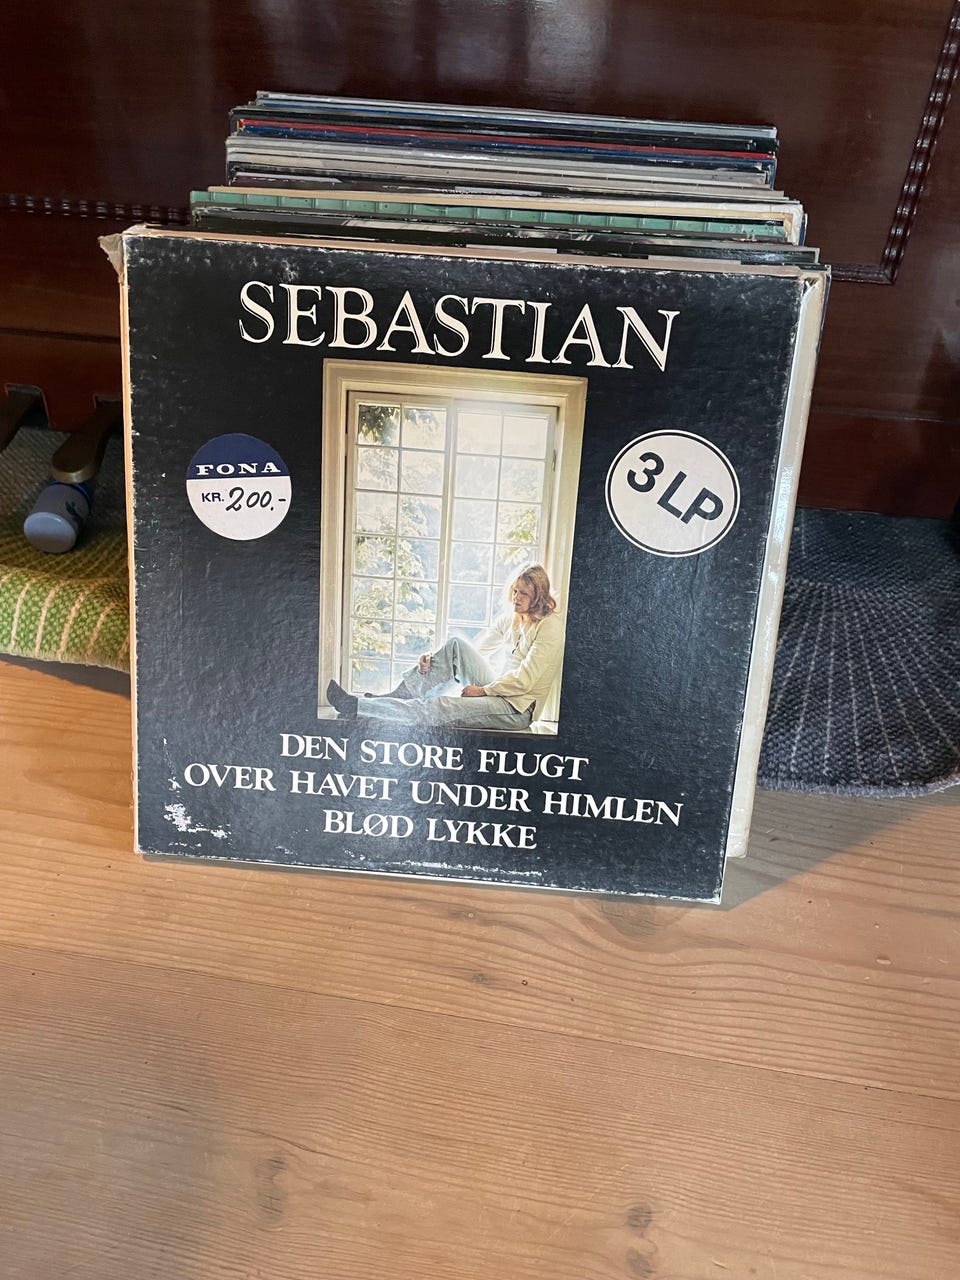 SEBASTIAN
FONA
KR. 200.-
3 LP
DEN STORE FLUGT
OVER HAVET UNDER HIMLEN
BLØD LYKKE